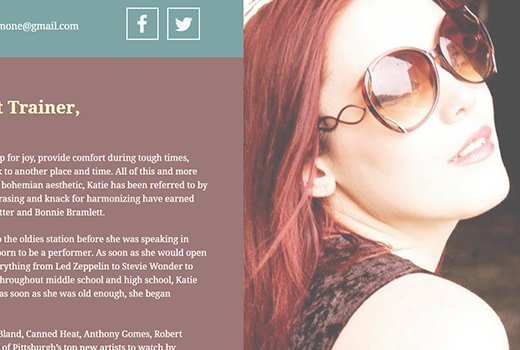 mone@gmail.com
t Trainer,
p for joy, provide comfort during tough times,
k to another place and time. All of this and more
bohemian aesthetic, Katie has been referred to by
rasing and knack for harmonizing have earned
tter and Bonnie Bramlett.
o the oldies station before she was speaking in
born to be a performer. As soon as she would open
rything from Led Zeppelin to Stevie Wonder to
hroughout middle school and high school, Katie
as soon as she was old enough, she began
Bland, Canned Heat, Anthony Gomes, Robert
of Pittsburgh's top new artists to watch by